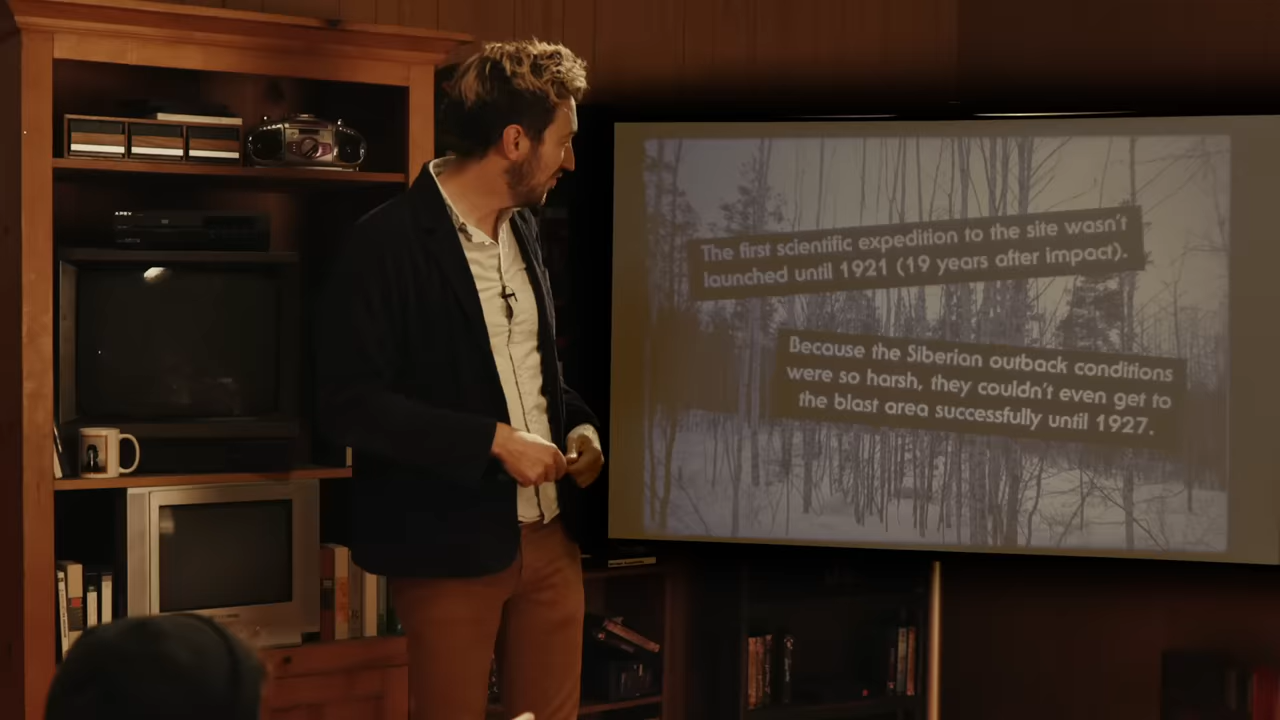 APEX
The first scientific expedition to the site wasn't
launched until 1921 (19 years after impact).
Because the Siberian outback conditions
were so harsh, they couldn't even get to
the blast area successfully until 1927.